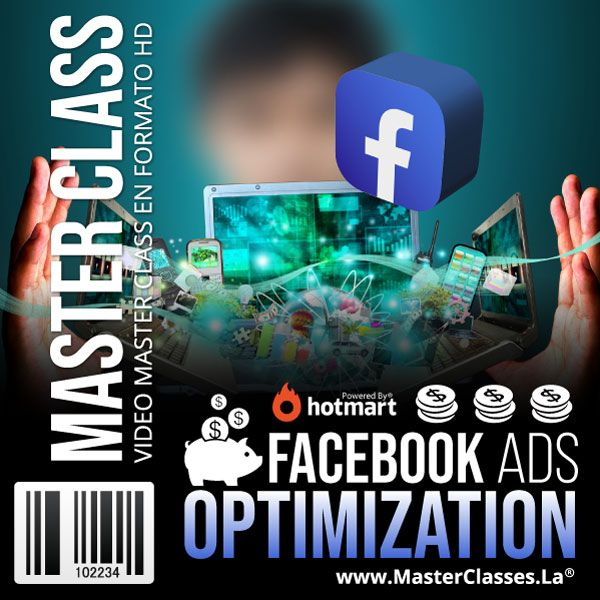 MASTER CLASS
VIDEO MASTER CLASS EN FORMATO HD
f
Powered By®
hotmart
$ $ $
$
$
FACEBOOK ADS
OPTIMIZATION
102234
www.MasterClasses.La®